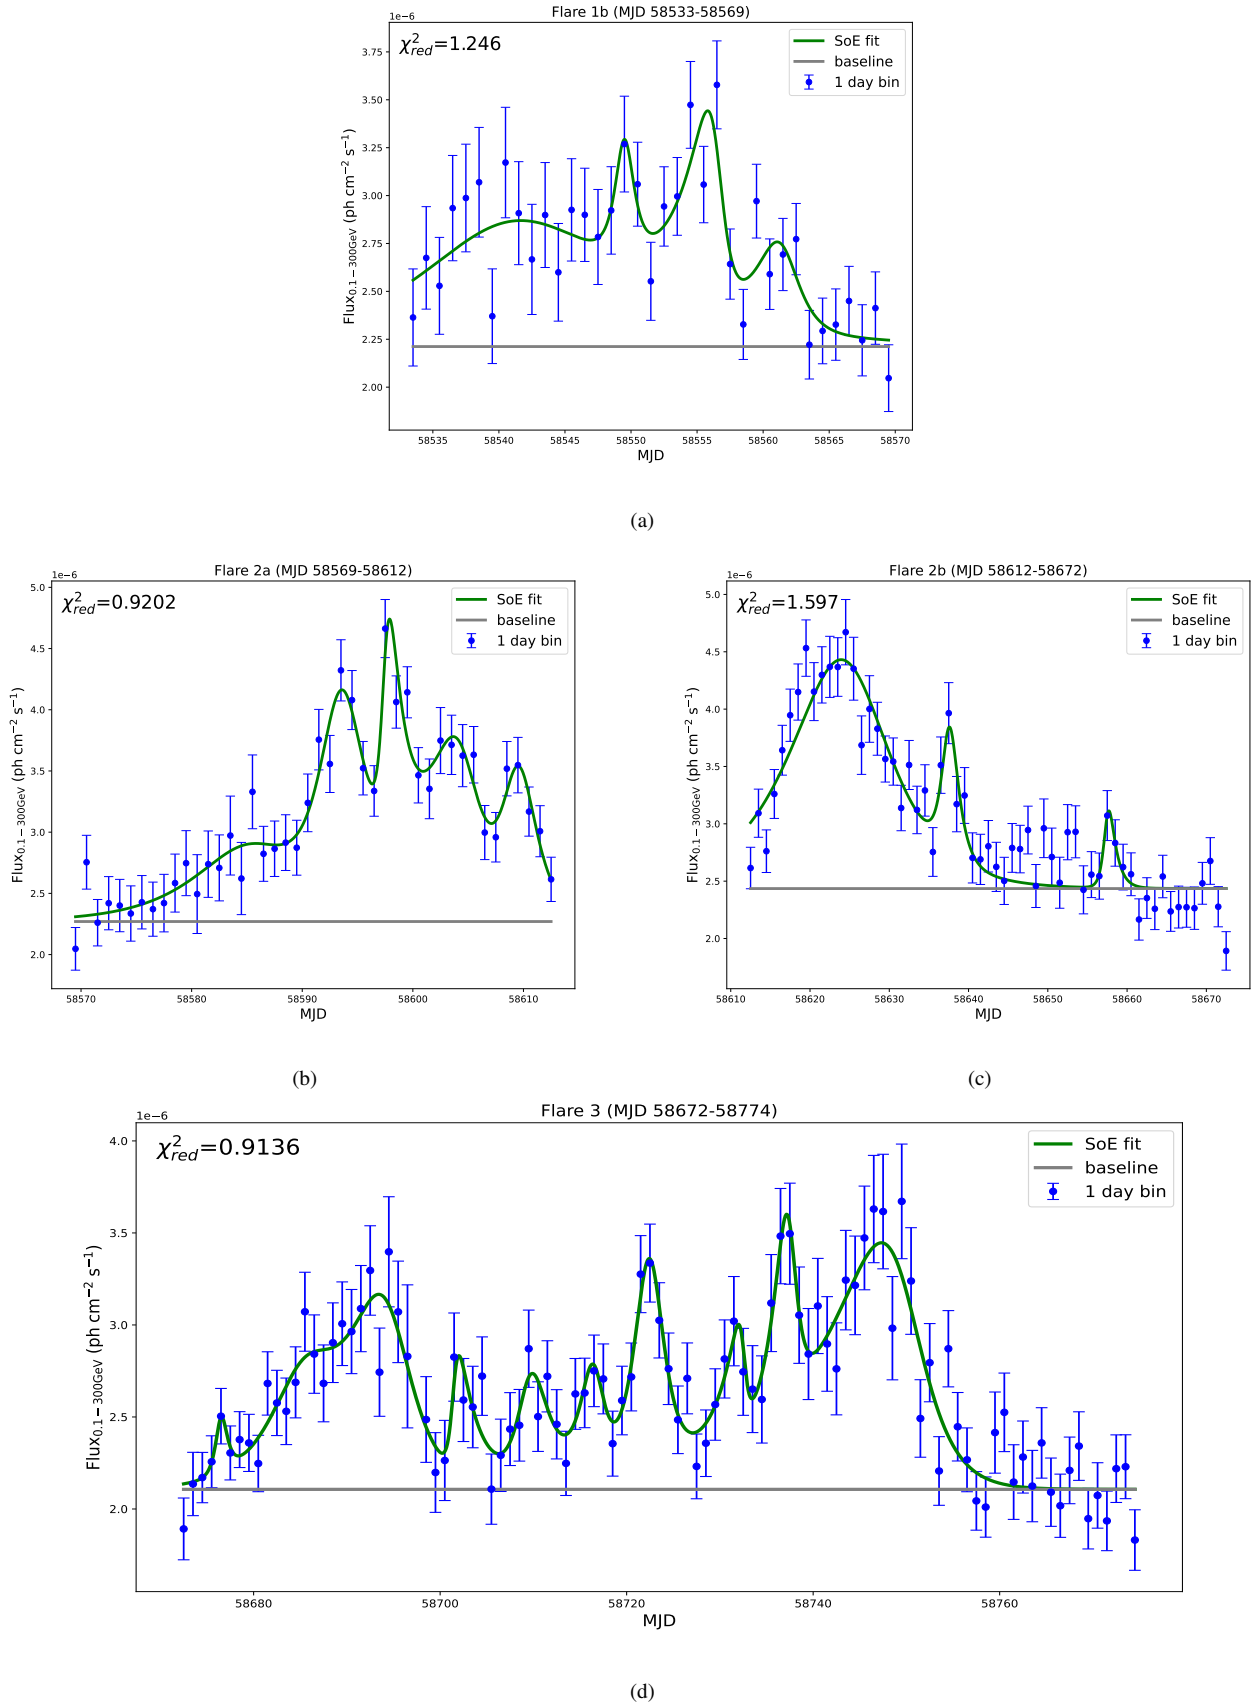 Flare 1b (MJD 58533-58569)
1e−6
χ²red=1.246
SoE fit
baseline
1 day bin
3.75
3.50
3.25
3.00
2.75
2.50
2.25
2.00
Flux0.1−300GeV (ph cm−2 s−1)
58535 58540 58545 58550 58555 58560 58565 58570
MJD
(a)
Flare 2a (MJD 58569-58612)
1e−6
χ²red=0.9202
SoE fit
baseline
1 day bin
5.0
4.5
4.0
3.5
3.0
2.5
2.0
Flux0.1−300GeV (ph cm−2 s−1)
58570 58580 58590 58600 58610
MJD
(b)
Flare 2b (MJD 58612-58672)
1e−6
χ²red=1.597
SoE fit
baseline
1 day bin
5.0
4.5
4.0
3.5
3.0
2.5
2.0
Flux0.1−300GeV (ph cm−2 s−1)
58610 58620 58630 58640 58650 58660 58670
MJD
(c)
Flare 3 (MJD 58672-58774)
1e−6
χ²red=0.9136
SoE fit
baseline
1 day bin
4.0
3.5
3.0
2.5
2.0
Flux0.1−300GeV (ph cm−2 s−1)
58680 58700 58720 58740 58760
MJD
(d)